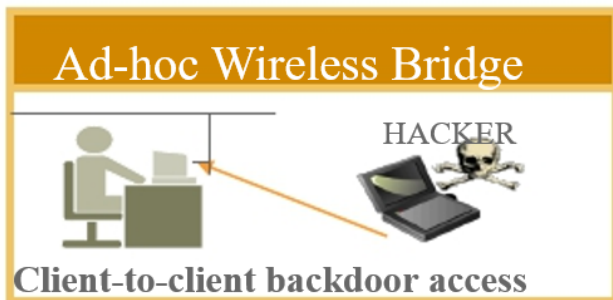 Ad-hoc Wireless Bridge
HACKER
Client-to-client backdoor access